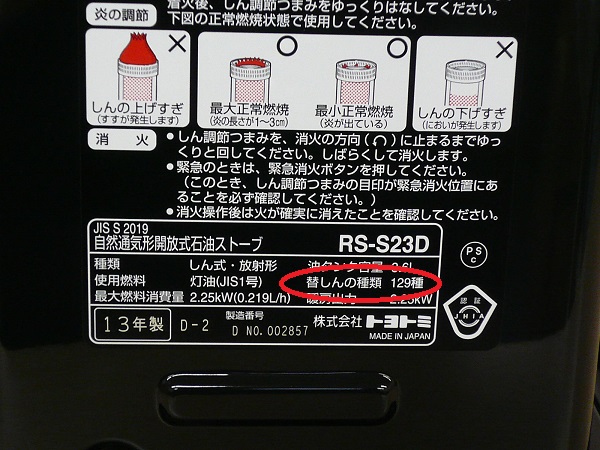 着火後、しん調節つまみをゆっくりはなしてください。
炎の調節
下図の正常燃焼状態で使用してください。
しんの上げすぎ
(すすが発生します)
最大正常燃焼
(炎の長さが1〜3cm)
最小正常燃焼
(炎が出ている)
しんの下げすぎ
(においが発生します)
消火
●しん調節つまみを、消火の方向( )に止まるまでゆっ
くりと回してください。しばらくして消火します。
●緊急のときは、緊急消火ボタンを押してください。
(このとき、しん調節つまみの目印が緊急消火位置にあ
ることを必ず確認してください。)
●消火操作後は火が確実に消えたことを確認してください。
JIS S 2019
自然通気形開放式石油ストーブ RS-S23D
種類 しん式・放射形 油タンク容量 3.6L
使用燃料 灯油(JIS1号) 替しんの種類 129種
最大燃料消費量 2.25kW(0.219L/h) 暖房出力 2.25kW
13年製 D-2 製造番号 D NO.002857 株式会社 トヨトミ
MADE IN JAPAN
PS
C
認証
JHIA